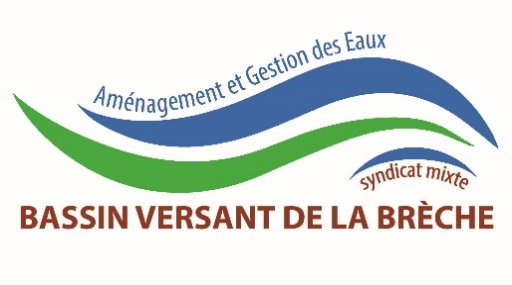 Aménagement et Gestion des Eaux
syndicat mixte
BASSIN VERSANT DE LA BRÈCHE